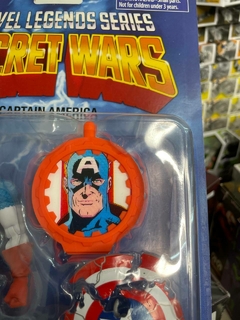 Not for children under 3 years.
VEL LEGENDS SERIES
CRET WARS
CAPTAIN AMERICA
A